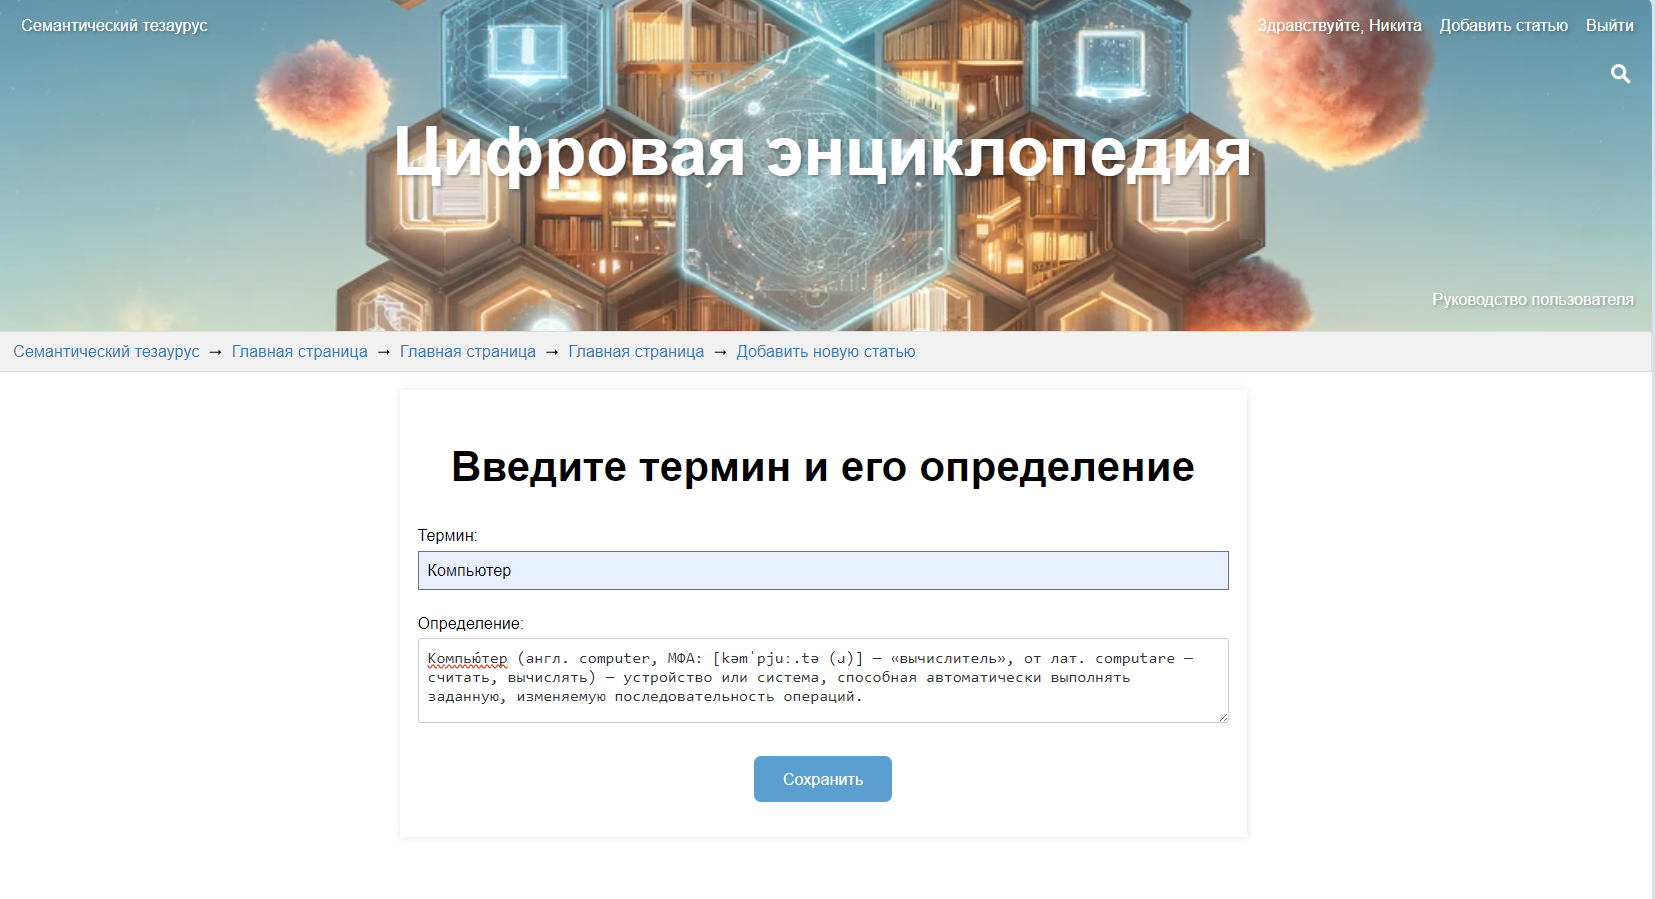 Семантический тезаурус
Здравствуйте, Никита Добавить статью Выйти
Цифровая энциклопедия
Руководство пользователя
Семантический тезаурус → Главная страница → Главная страница → Главная страница → Добавить новую статью
Введите термин и его определение
Термин:
Компьютер
Определение:
Компью́тер (англ. computer, МФА: [kəmˈpjuː.tə (ɹ)] — «вычислитель», от лат. computare —
считать, вычислять) — устройство или система, способная автоматически выполнять
заданную, изменяемую последовательность операций.
Сохранить